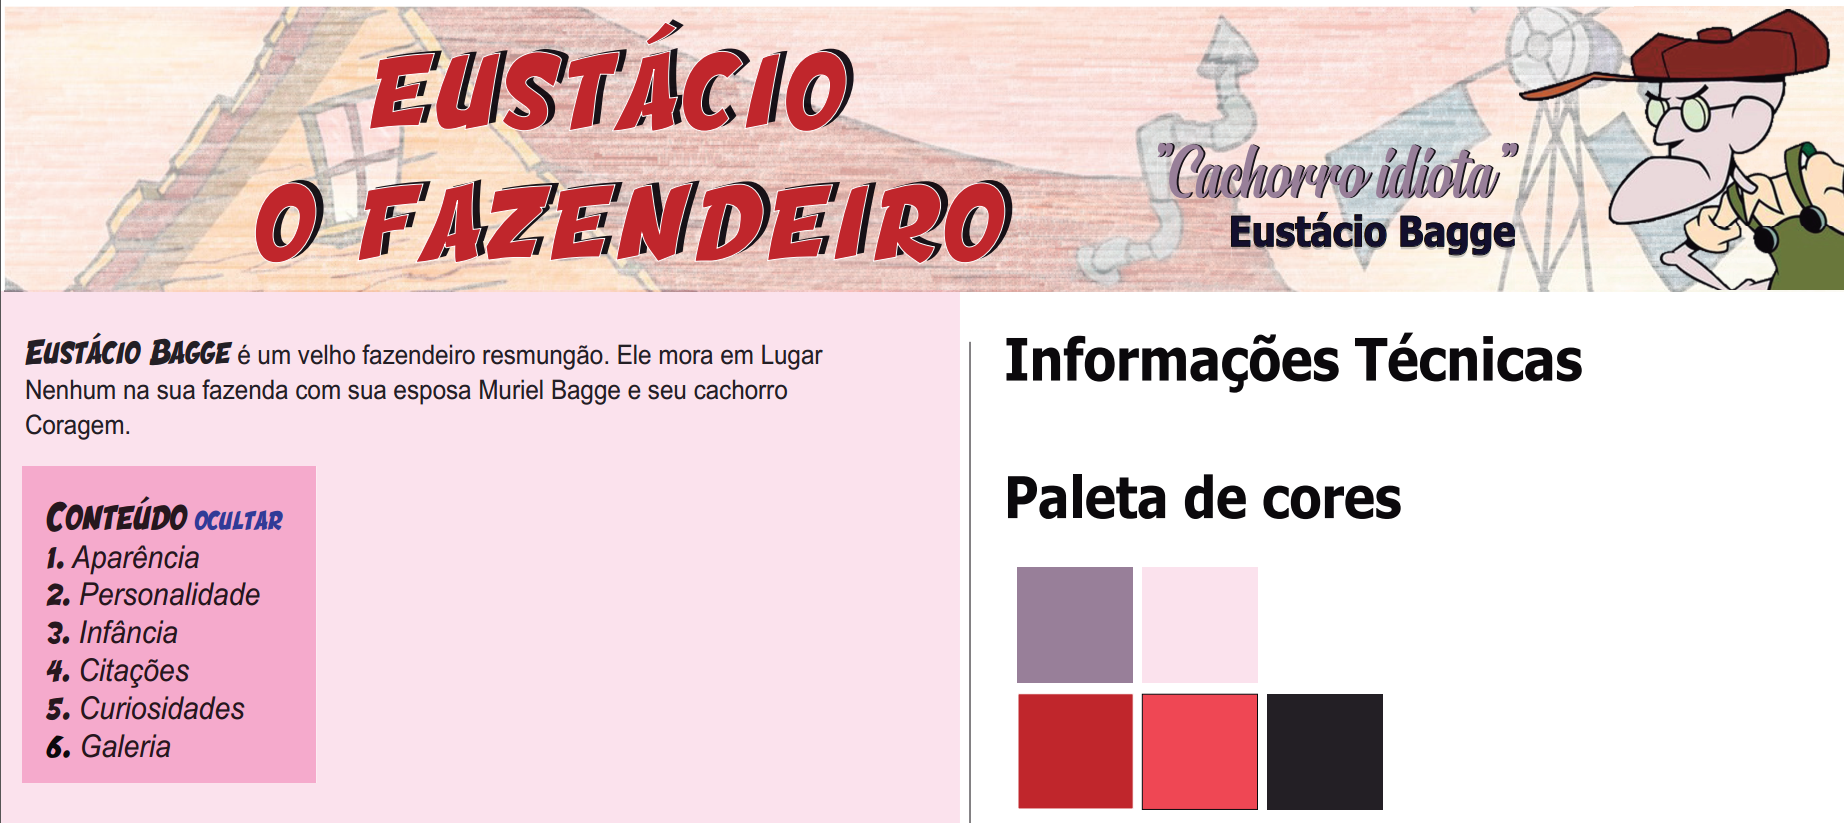 EUSTÁCIO
O FAZENDEIRO
"Cachorro idiota"
Eustácio Bagge
EUSTÁCIO BAGGE é um velho fazendeiro resmungão. Ele mora em Lugar
Nenhum na sua fazenda com sua esposa Muriel Bagge e seu cachorro
Coragem.
CONTEÚDO OCULTAR
1. Aparência
2. Personalidade
3. Infância
4. Citações
5. Curiosidades
6. Galeria
Informações Técnicas
Paleta de cores